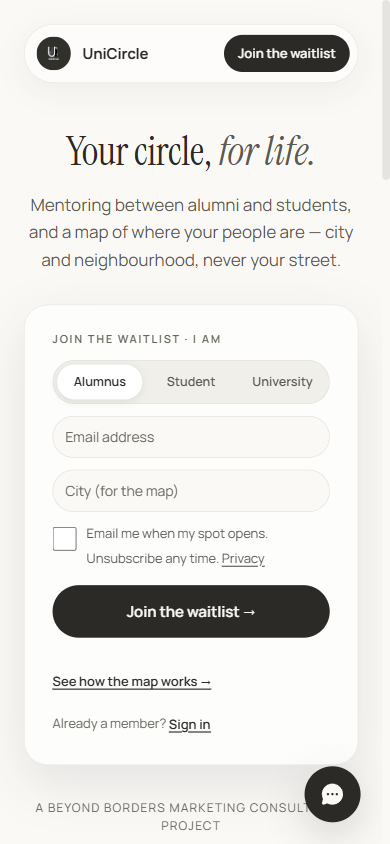 UniCircle
Join the waitlist
Your circle, for life.
Mentoring between alumni and students,
and a map of where your people are — city
and neighbourhood, never your street.
JOIN THE WAITLIST · I AM
Alumnus Student University
Email address
City (for the map)
Email me when my spot opens.
Unsubscribe any time. Privacy
Join the waitlist →
See how the map works →
Already a member? Sign in
A BEYOND BORDERS MARKETING
PROJECT